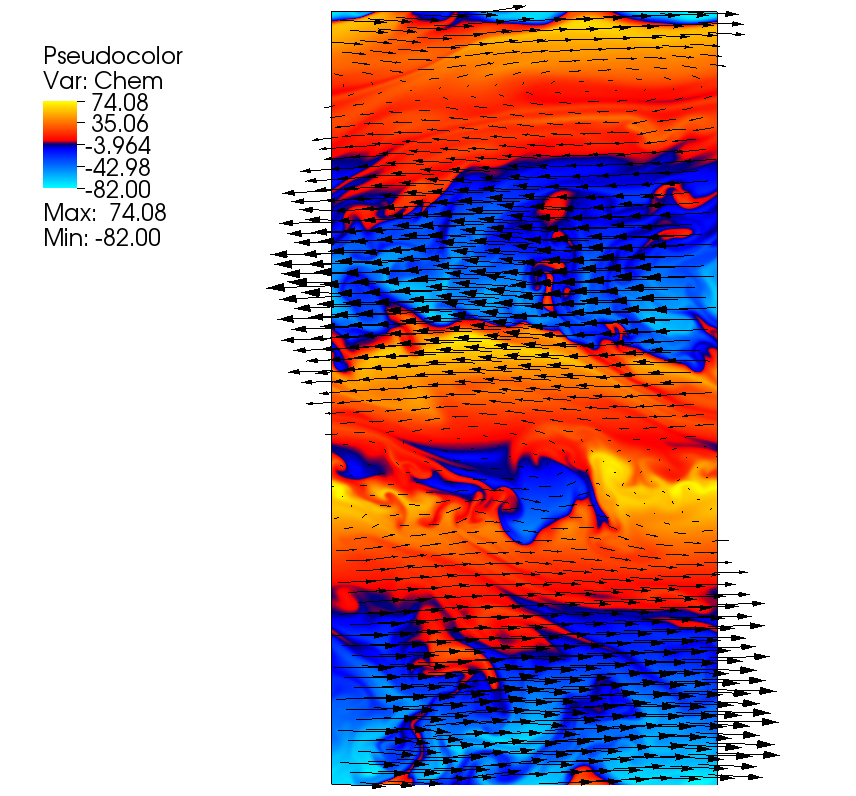 Pseudocolor
Var: Chem
74.08
35.06
-3.964
-42.98
-82.00
Max: 74.08
Min: -82.00